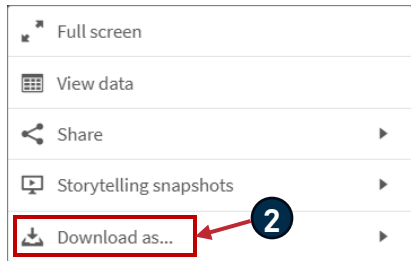 Full screen
View data
Share
Storytelling snapshots
Download as...
2